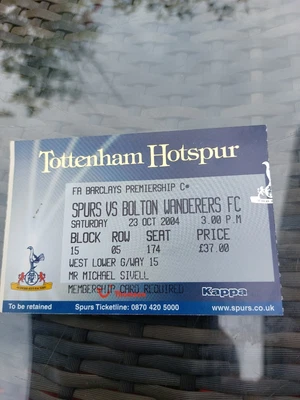 Tottenham Hotspur
FA BARCLAYS PREMIERSHIP C*
SPURS VS BOLTON WANDERERS FC
SATURDAY 23 OCT 2004 3.00 P.M
BLOCK ROW SEAT PRICE
15 05 174 £37.00
WEST LOWER G/WAY 15
MR MICHAEL SIVELL
MEMBERSHIP CARD REQUIRED
Kappa
To be retained Spurs Ticketline: 0870 420 5000 www.spurs.co.uk